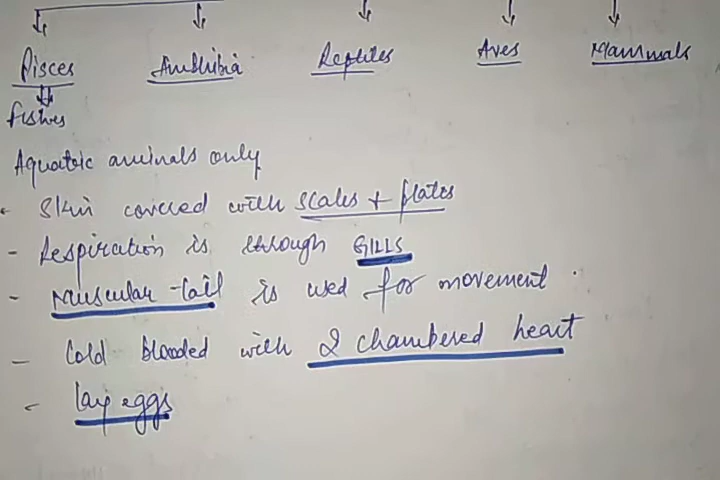 Pisces Amphibia Reptiles Aves Mammals
fishes
Aquatic animals only
- Skin covered with scales + plates
- Respiration is through GILLS
- Muscular tail is used for movement.
- Cold blooded with 2 chambered heart
- lay eggs